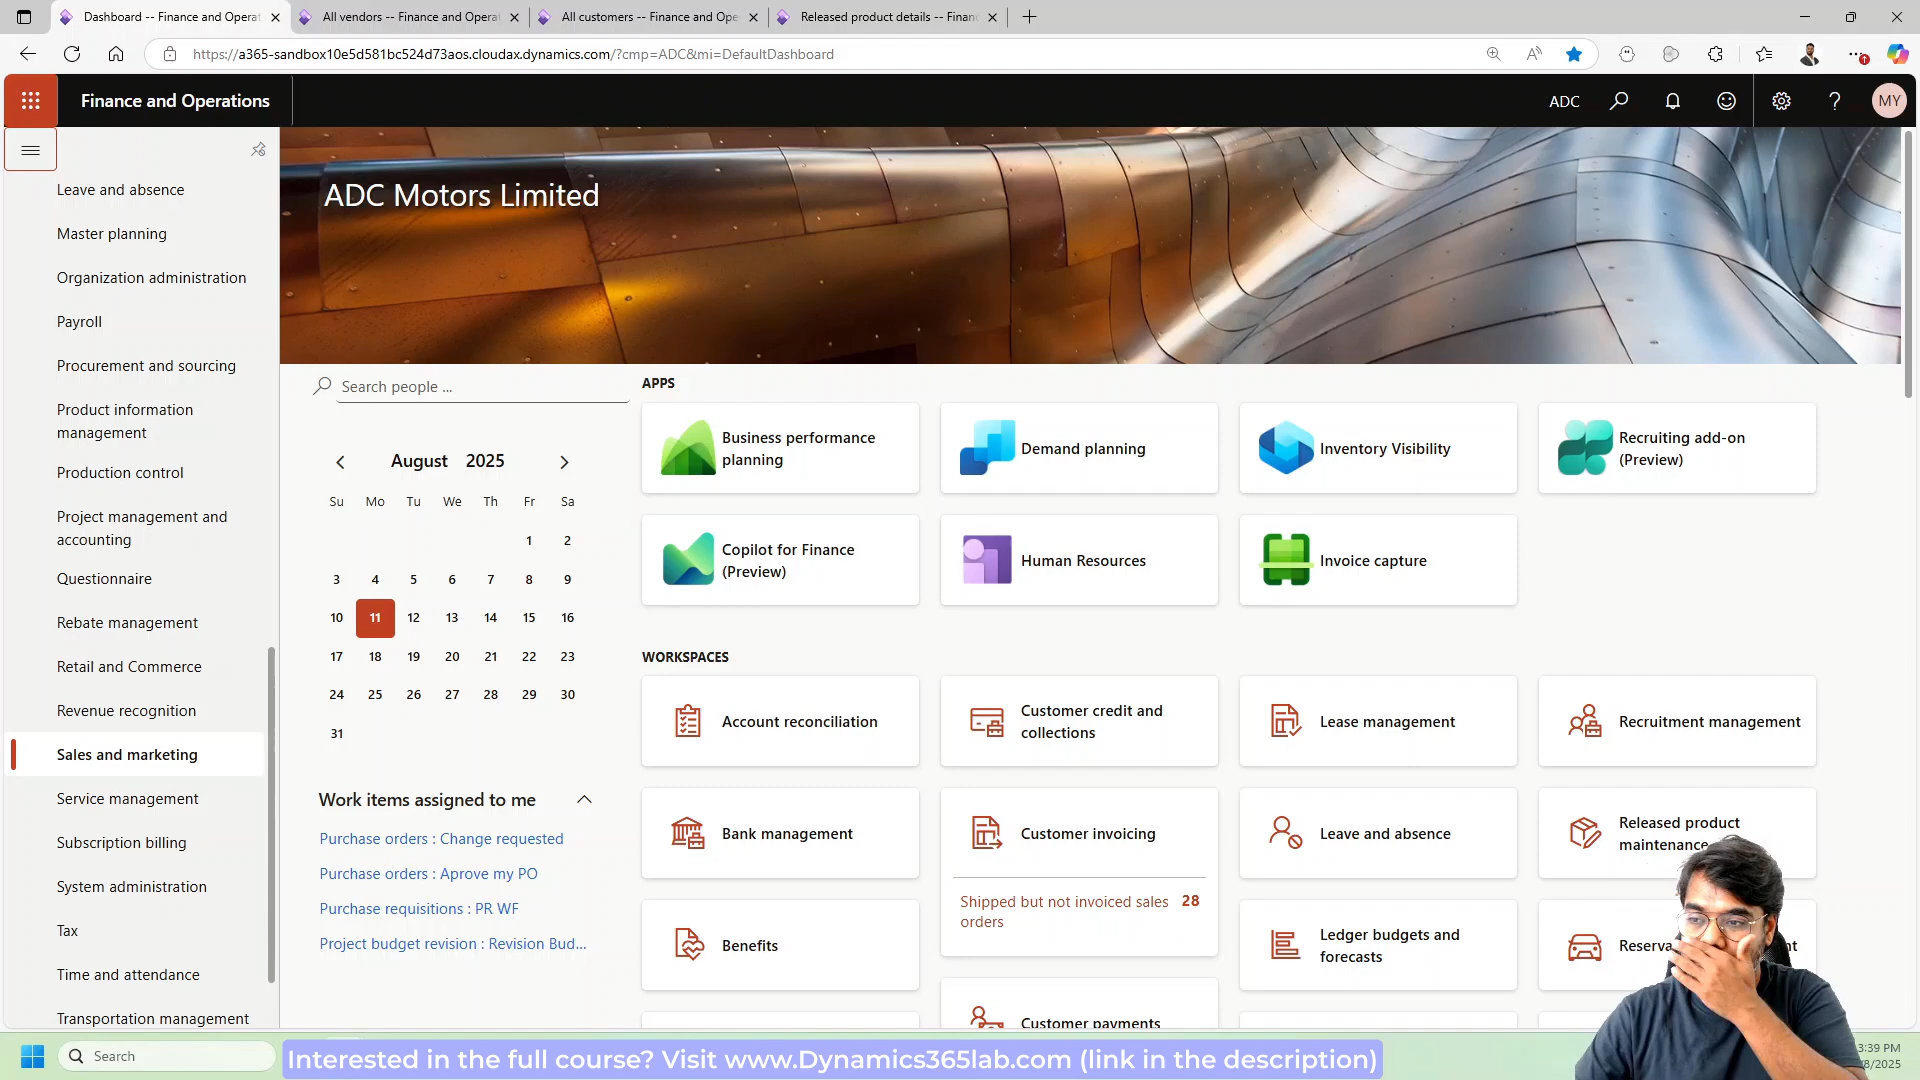 Dashboard -- Finance and Operat
All vendors -- Finance and Operat
All customers -- Finance and Ope
Released product details -- Finan
https://a365-sandbox10e5d581bc524d73aos.cloudax.dynamics.com/?cmp=ADC&mi=DefaultDashboard
Finance and Operations
ADC
MY
ADC Motors Limited
Leave and absence
Master planning
Organization administration
Payroll
Procurement and sourcing
Product information
management
Production control
Project management and
accounting
Questionnaire
Rebate management
Retail and Commerce
Revenue recognition
Sales and marketing
Service management
Subscription billing
System administration
Tax
Time and attendance
Transportation management
Search people ...
August 2025
Su Mo Tu We Th Fr Sa
1 2
3 4 5 6 7 8 9
10 11 12 13 14 15 16
17 18 19 20 21 22 23
24 25 26 27 28 29 30
31
Work items assigned to me
Purchase orders : Change requested
Purchase orders : Aprove my PO
Purchase requisitions : PR WF
Project budget revision : Revision Bud...
APPS
Business performance
planning
Demand planning
Inventory Visibility
Recruiting add-on
(Preview)
Copilot for Finance
(Preview)
Human Resources
Invoice capture
WORKSPACES
Account reconciliation
Customer credit and
collections
Lease management
Recruitment management
Bank management
Customer invoicing
Shipped but not invoiced sales
orders
28
Leave and absence
Released product
maintenance
Benefits
Ledger budgets and
forecasts
Customer payments
Search
Interested in the full course? Visit www.Dynamics365lab.com (link in the description)
3:39 PM
/8/2025